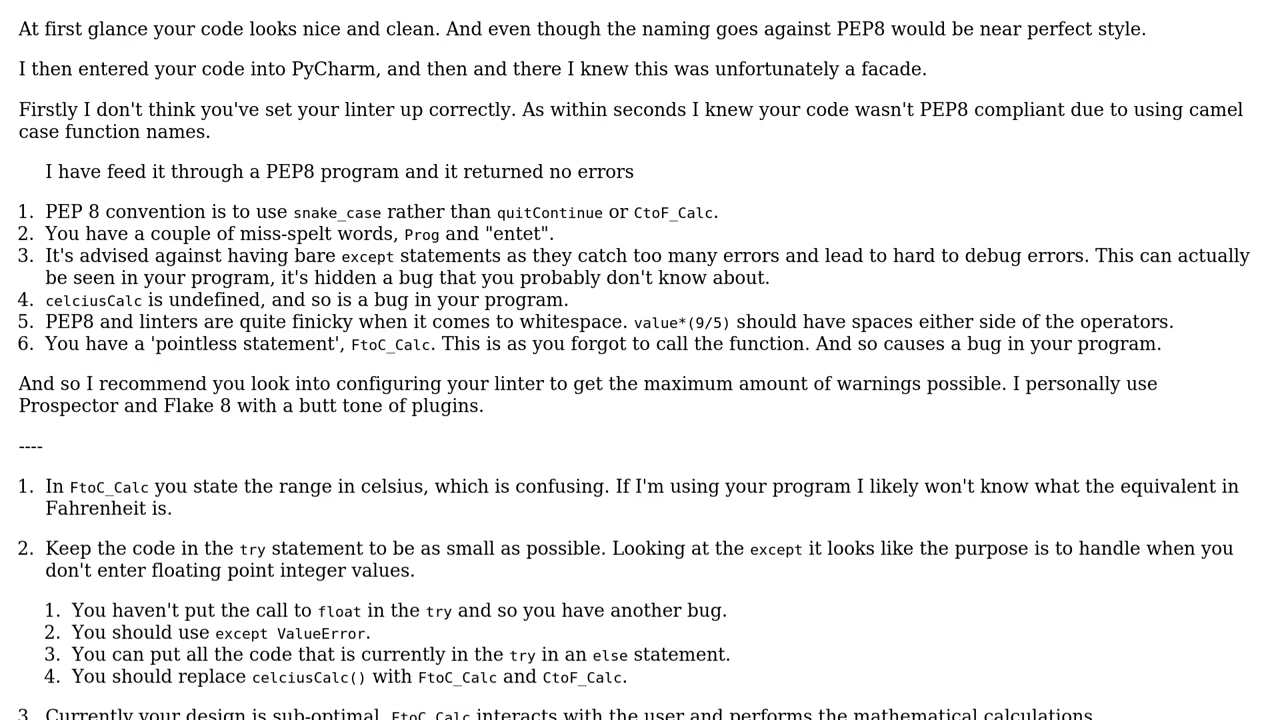 At first glance your code looks nice and clean. And even though the naming goes against PEP8 would be near perfect style.
I then entered your code into PyCharm, and then and there I knew this was unfortunately a facade.
Firstly I don't think you've set your linter up correctly. As within seconds I knew your code wasn't PEP8 compliant due to using camel
case function names.
I have feed it through a PEP8 program and it returned no errors
1. PEP 8 convention is to use snake_case rather than quitContinue or CtoF_Calc.
2. You have a couple of miss-spelt words, Prog and "entet".
3. It's advised against having bare except statements as they catch too many errors and lead to hard to debug errors. This can actually
be seen in your program, it's hidden a bug that you probably don't know about.
4. celciusCalc is undefined, and so is a bug in your program.
5. PEP8 and linters are quite finicky when it comes to whitespace. value*(9/5) should have spaces either side of the operators.
6. You have a 'pointless statement', FtoC_Calc. This is as you forgot to call the function. And so causes a bug in your program.
And so I recommend you look into configuring your linter to get the maximum amount of warnings possible. I personally use
Prospector and Flake 8 with a butt tone of plugins.
----
1. In FtoC_Calc you state the range in celsius, which is confusing. If I'm using your program I likely won't know what the equivalent in
Fahrenheit is.
2. Keep the code in the try statement to be as small as possible. Looking at the except it looks like the purpose is to handle when you
don't enter floating point integer values.
1. You haven't put the call to float in the try and so you have another bug.
2. You should use except ValueError.
3. You can put all the code that is currently in the try in an else statement.
4. You should replace celciusCalc() with FtoC_Calc and CtoF_Calc.
3. Currently your design is sub-optimal. FtoC_Calc interacts with the user and performs the mathematical calculations.